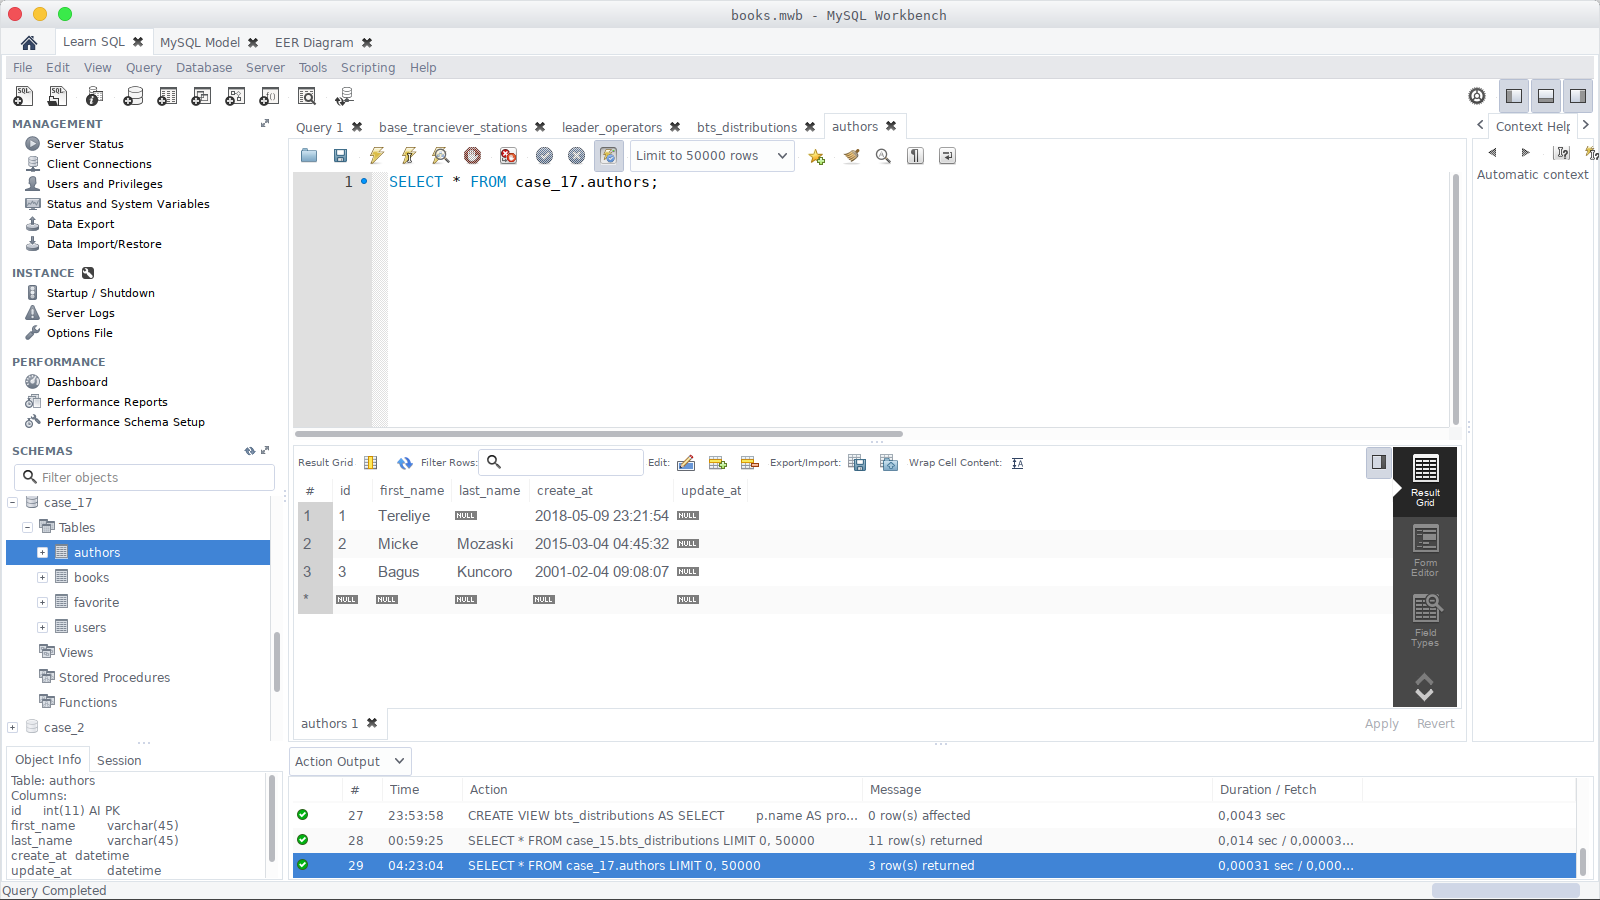 books.mwb - MySQL Workbench
Learn SQL
MySQL Model
EER Diagram
File Edit View Query Database Server Tools Scripting Help
MANAGEMENT
Server Status
Client Connections
Users and Privileges
Status and System Variables
Data Export
Data Import/Restore
INSTANCE
Startup / Shutdown
Server Logs
Options File
PERFORMANCE
Dashboard
Performance Reports
Performance Schema Setup
SCHEMAS
Filter objects
case_17
Tables
authors
books
favorite
users
Views
Stored Procedures
Functions
case_2
Object Info Session
Table: authors
Columns:
id int(11) AI PK
first_name varchar(45)
last_name varchar(45)
create_at datetime
update_at datetime
Query Completed
Query 1 base_tranciever_stations leader_operators bts_distributions authors
Limit to 50000 rows
1 SELECT * FROM case_17.authors;
Result Grid Filter Rows: Edit: Export/Import: Wrap Cell Content:
# id first_name last_name create_at update_at
1 1 Tereliye NULL 2018-05-09 23:21:54 NULL
2 2 Micke Mozaski 2015-03-04 04:45:32 NULL
3 3 Bagus Kuncoro 2001-02-04 09:08:07 NULL
* NULL NULL NULL NULL NULL
Result
Grid
Form
Editor
Field
Types
authors 1
Apply Revert
Context Help
Automatic context
Action Output
# Time Action Message Duration / Fetch
27 23:53:58 CREATE VIEW bts_distributions AS SELECT p.name AS pro... 0 row(s) affected 0,0043 sec
28 00:59:25 SELECT * FROM case_15.bts_distributions LIMIT 0, 50000 11 row(s) returned 0,014 sec / 0,00003...
29 04:23:04 SELECT * FROM case_17.authors LIMIT 0, 50000 3 row(s) returned 0,00031 sec / 0,000...